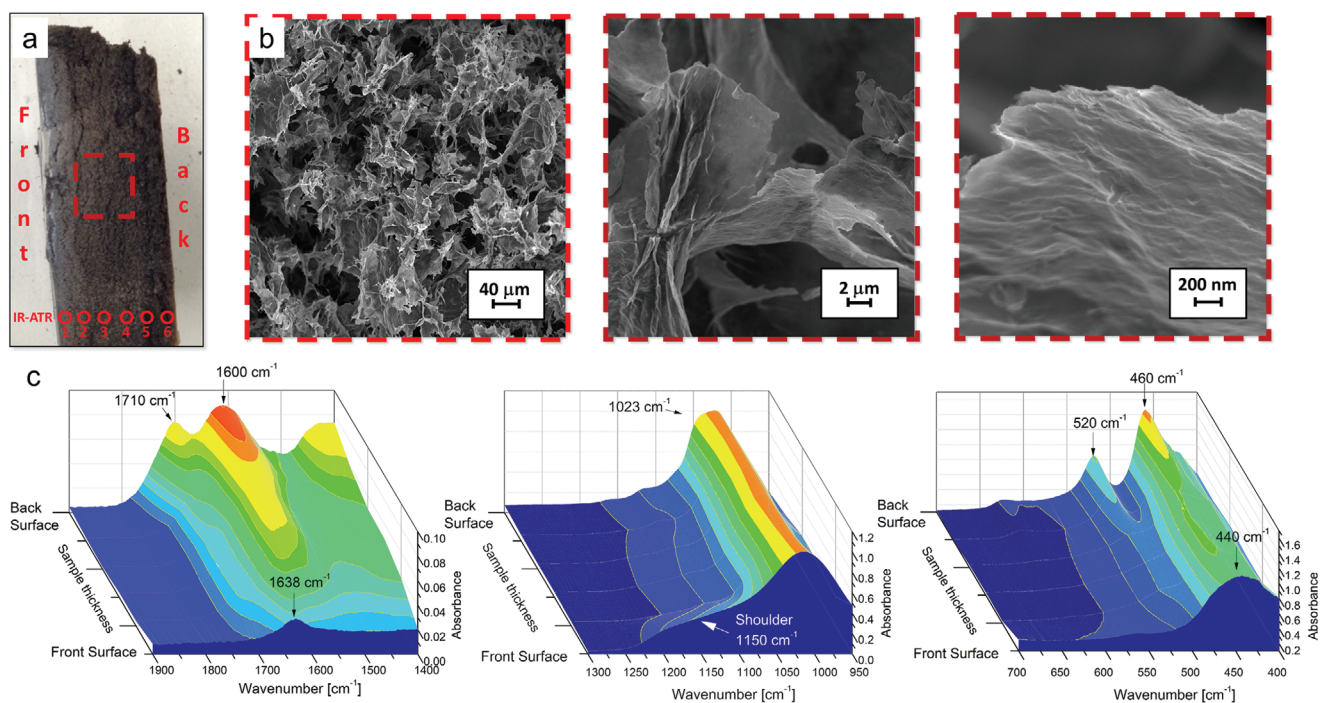 a
Front
Back
IR-ATR
1 2 3 4 5 6
b
40 μm
2 μm
200 nm
c
1710 cm⁻¹
1600 cm⁻¹
1638 cm⁻¹
Back
Surface
Sample thickness
Front Surface
0.10
0.08
0.06
0.04
0.02
0.00
Absorbance
1900 1800 1700 1600 1500 1400
Wavenumber [cm⁻¹]
1023 cm⁻¹
Shoulder
1150 cm⁻¹
Back
Surface
Sample thickness
Front Surface
1.2
1.0
0.8
0.6
0.4
0.2
0.0
Absorbance
1300 1250 1200 1150 1100 1050 1000 950
Wavenumber [cm⁻¹]
460 cm⁻¹
520 cm⁻¹
440 cm⁻¹
Back
Surface
Sample thickness
Front Surface
1.6
1.4
1.2
1.0
0.8
0.6
0.4
0.2
Absorbance
700 650 600 550 500 450 400
Wavenumber [cm⁻¹]